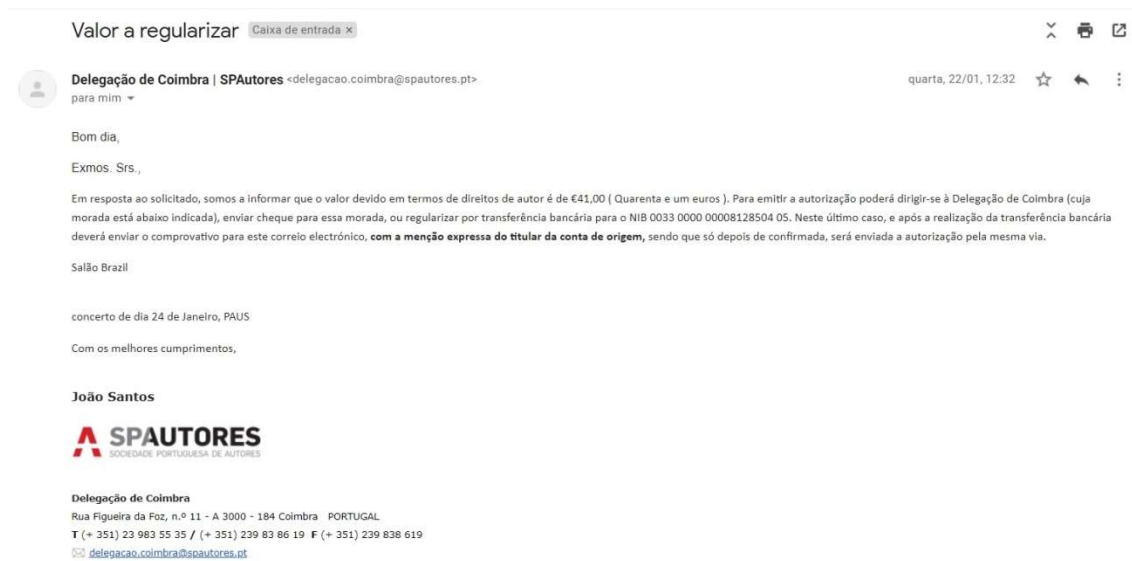 Valor a regularizar Caixa de entrada ×
Delegação de Coimbra | SPAutores <delegacao.coimbra@spautores.pt> quarta, 22/01, 12:32
para mim
Bom dia,
Exmos. Srs.,
Em resposta ao solicitado, somos a informar que o valor devido em termos de direitos de autor é de €41,00 ( Quarenta e um euros ). Para emitir a autorização poderá dirigir-se à Delegação de Coimbra (cuja
morada está abaixo indicada), enviar cheque para essa morada, ou regularizar por transferência bancária para o NIB 0033 0000 00008128504 05. Neste último caso, e após a realização da transferência bancária
deverá enviar o comprovativo para este correio electrónico, com a menção expressa do titular da conta de origem, sendo que só depois de confirmada, será enviada a autorização pela mesma via.
Salão Brazil
concerto de dia 24 de Janeiro, PAUS
Com os melhores cumprimentos,
João Santos
SPAUTORES
SOCIEDADE PORTUGUESA DE AUTORES
Delegação de Coimbra
Rua Figueira da Foz, n.º 11 - A 3000 - 184 Coimbra PORTUGAL
T (+ 351) 23 983 55 35 / (+ 351) 239 83 86 19 F (+ 351) 239 838 619
delegacao.coimbra@spautores.pt